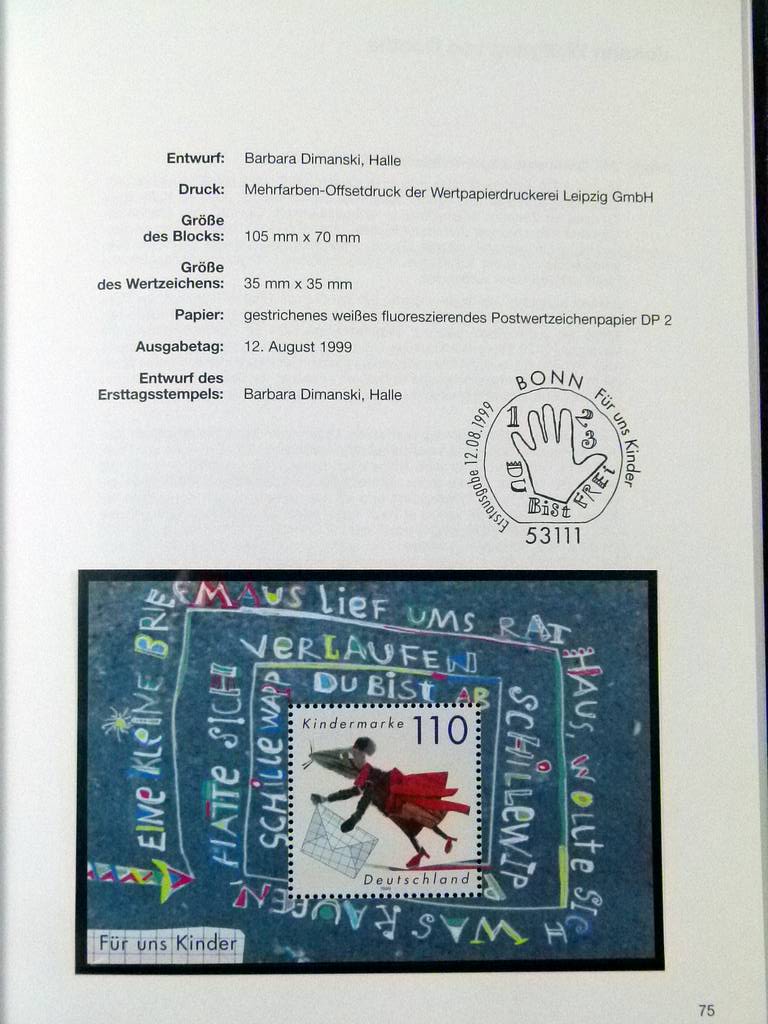 Entwurf: Barbara Dimanski, Halle
Druck: Mehrfarben-Offsetdruck der Wertpapierdruckerei Leipzig GmbH
Größe
des Blocks: 105 mm x 70 mm
Größe
des Wertzeichens: 35 mm x 35 mm
Papier: gestrichenes weißes fluoreszierendes Postwertzeichenpapier DP 2
Ausgabetag: 12. August 1999
Entwurf des
Ersttagsstempels: Barbara Dimanski, Halle
BONN
Für uns Kinder
Erstausgabe 12.08.1999
1 2 3
DU Bist FREi
53111
EINE KLEINE BRIEFMAUS lief UMS RATHAUS, WOLLTE SICH WAS KAUFEN,
HATTE SICH VERLAUFEN
SCHILLEWIPP
SCHILLEWAPP
DU BIST AB
Kindermarke 110
Deutschland
1999
Für uns Kinder
75